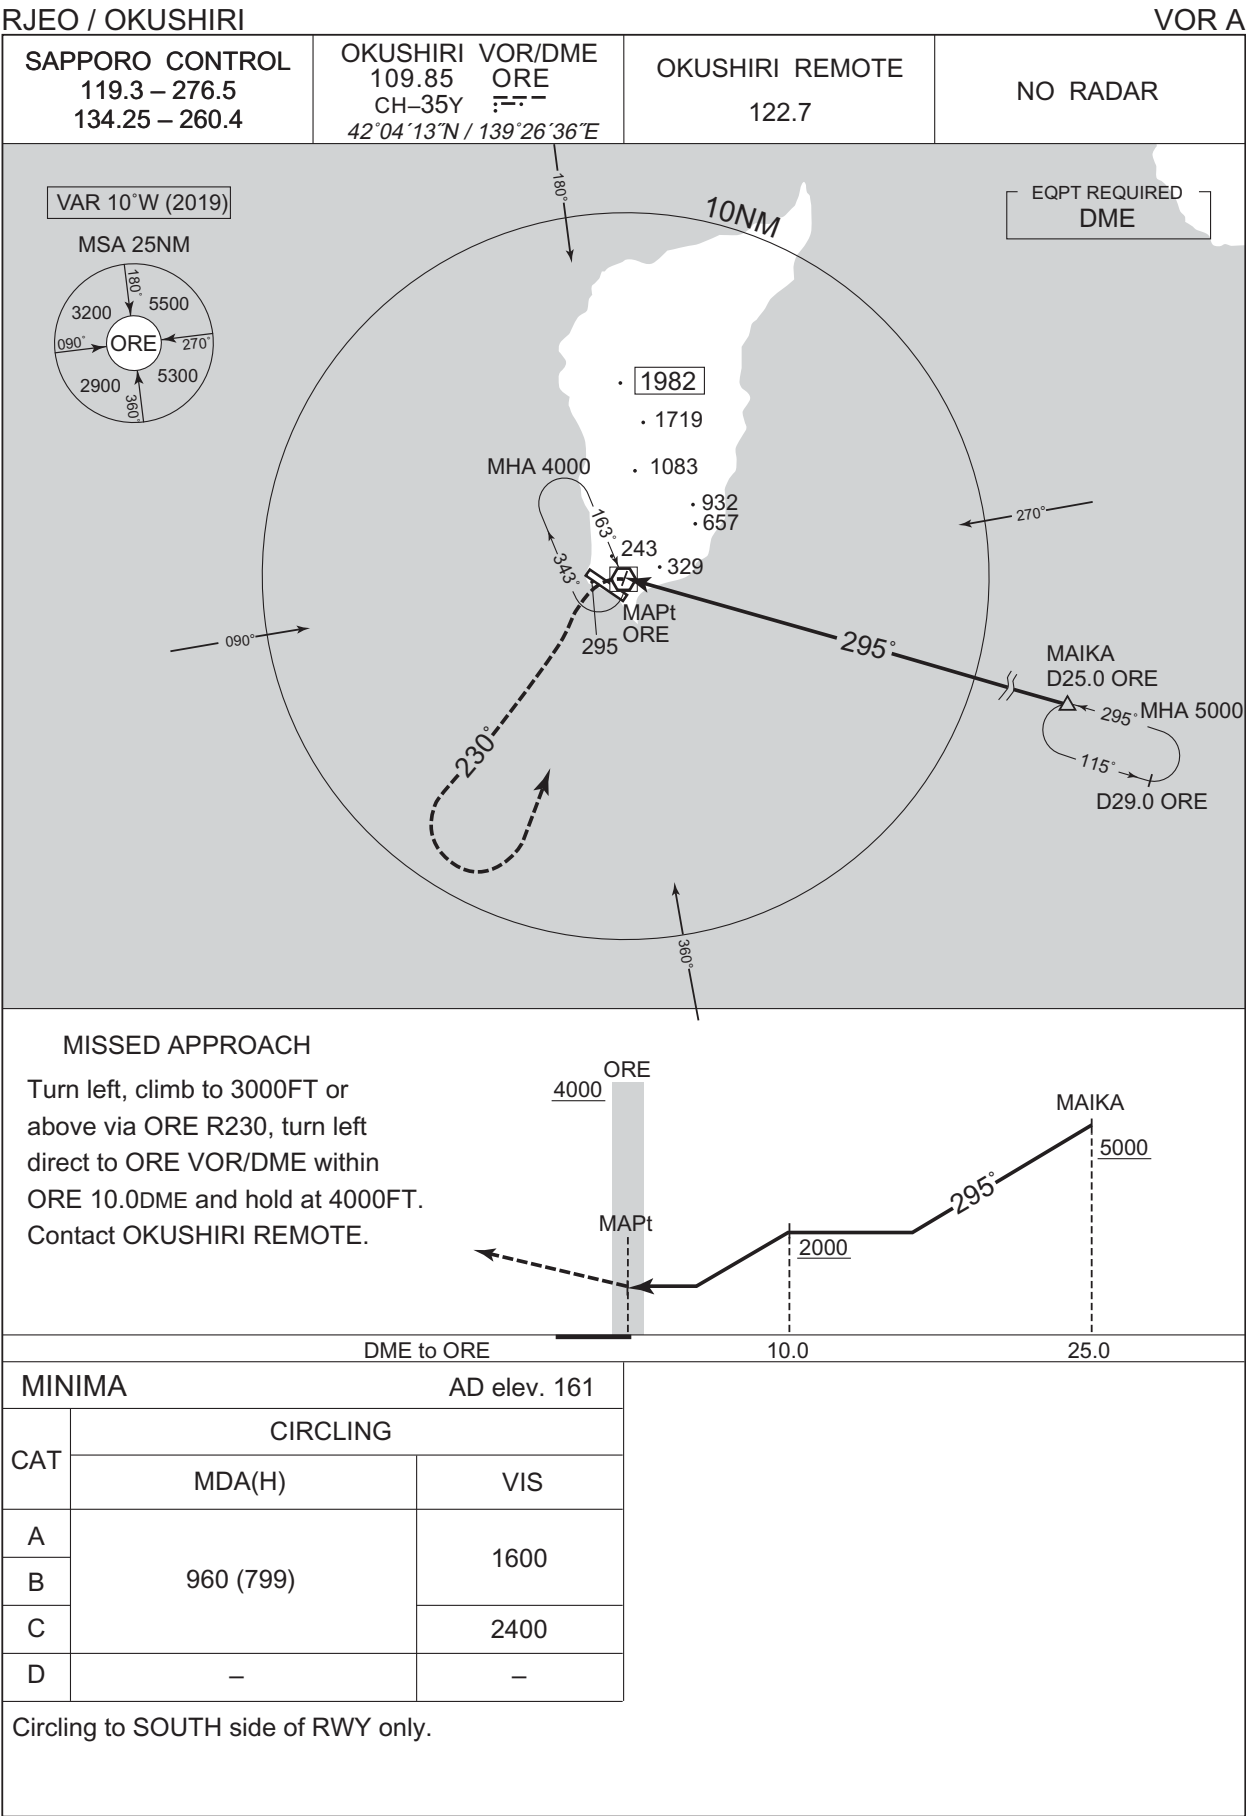 RJEO / OKUSHIRI
VOR A
SAPPORO CONTROL
119.3 – 276.5
134.25 – 260.4
OKUSHIRI VOR/DME
109.85 ORE
CH–35Y
42°04´13˝N / 139°26´36˝E
OKUSHIRI REMOTE
122.7
NO RADAR
VAR 10°W (2019)
MSA 25NM
180°
3200
5500
090°
ORE
270°
2900
5300
360°
180°
10NM
EQPT REQUIRED
DME
1982
1719
MHA 4000
1083
932
657
163°
343°
243
329
270°
MAPt
ORE
295
090°
295°
MAIKA
D25.0 ORE
295°
MHA 5000
115°
D29.0 ORE
230°
360°
MISSED APPROACH
Turn left, climb to 3000FT or
above via ORE R230, turn left
direct to ORE VOR/DME within
ORE 10.0DME and hold at 4000FT.
Contact OKUSHIRI REMOTE.
ORE
4000
MAIKA
5000
295°
MAPt
2000
DME to ORE
10.0
25.0
MINIMA
AD elev. 161
CAT
CIRCLING
MDA(H)
VIS
A
B
960 (799)
1600
C
2400
D
–
–
Circling to SOUTH side of RWY only.